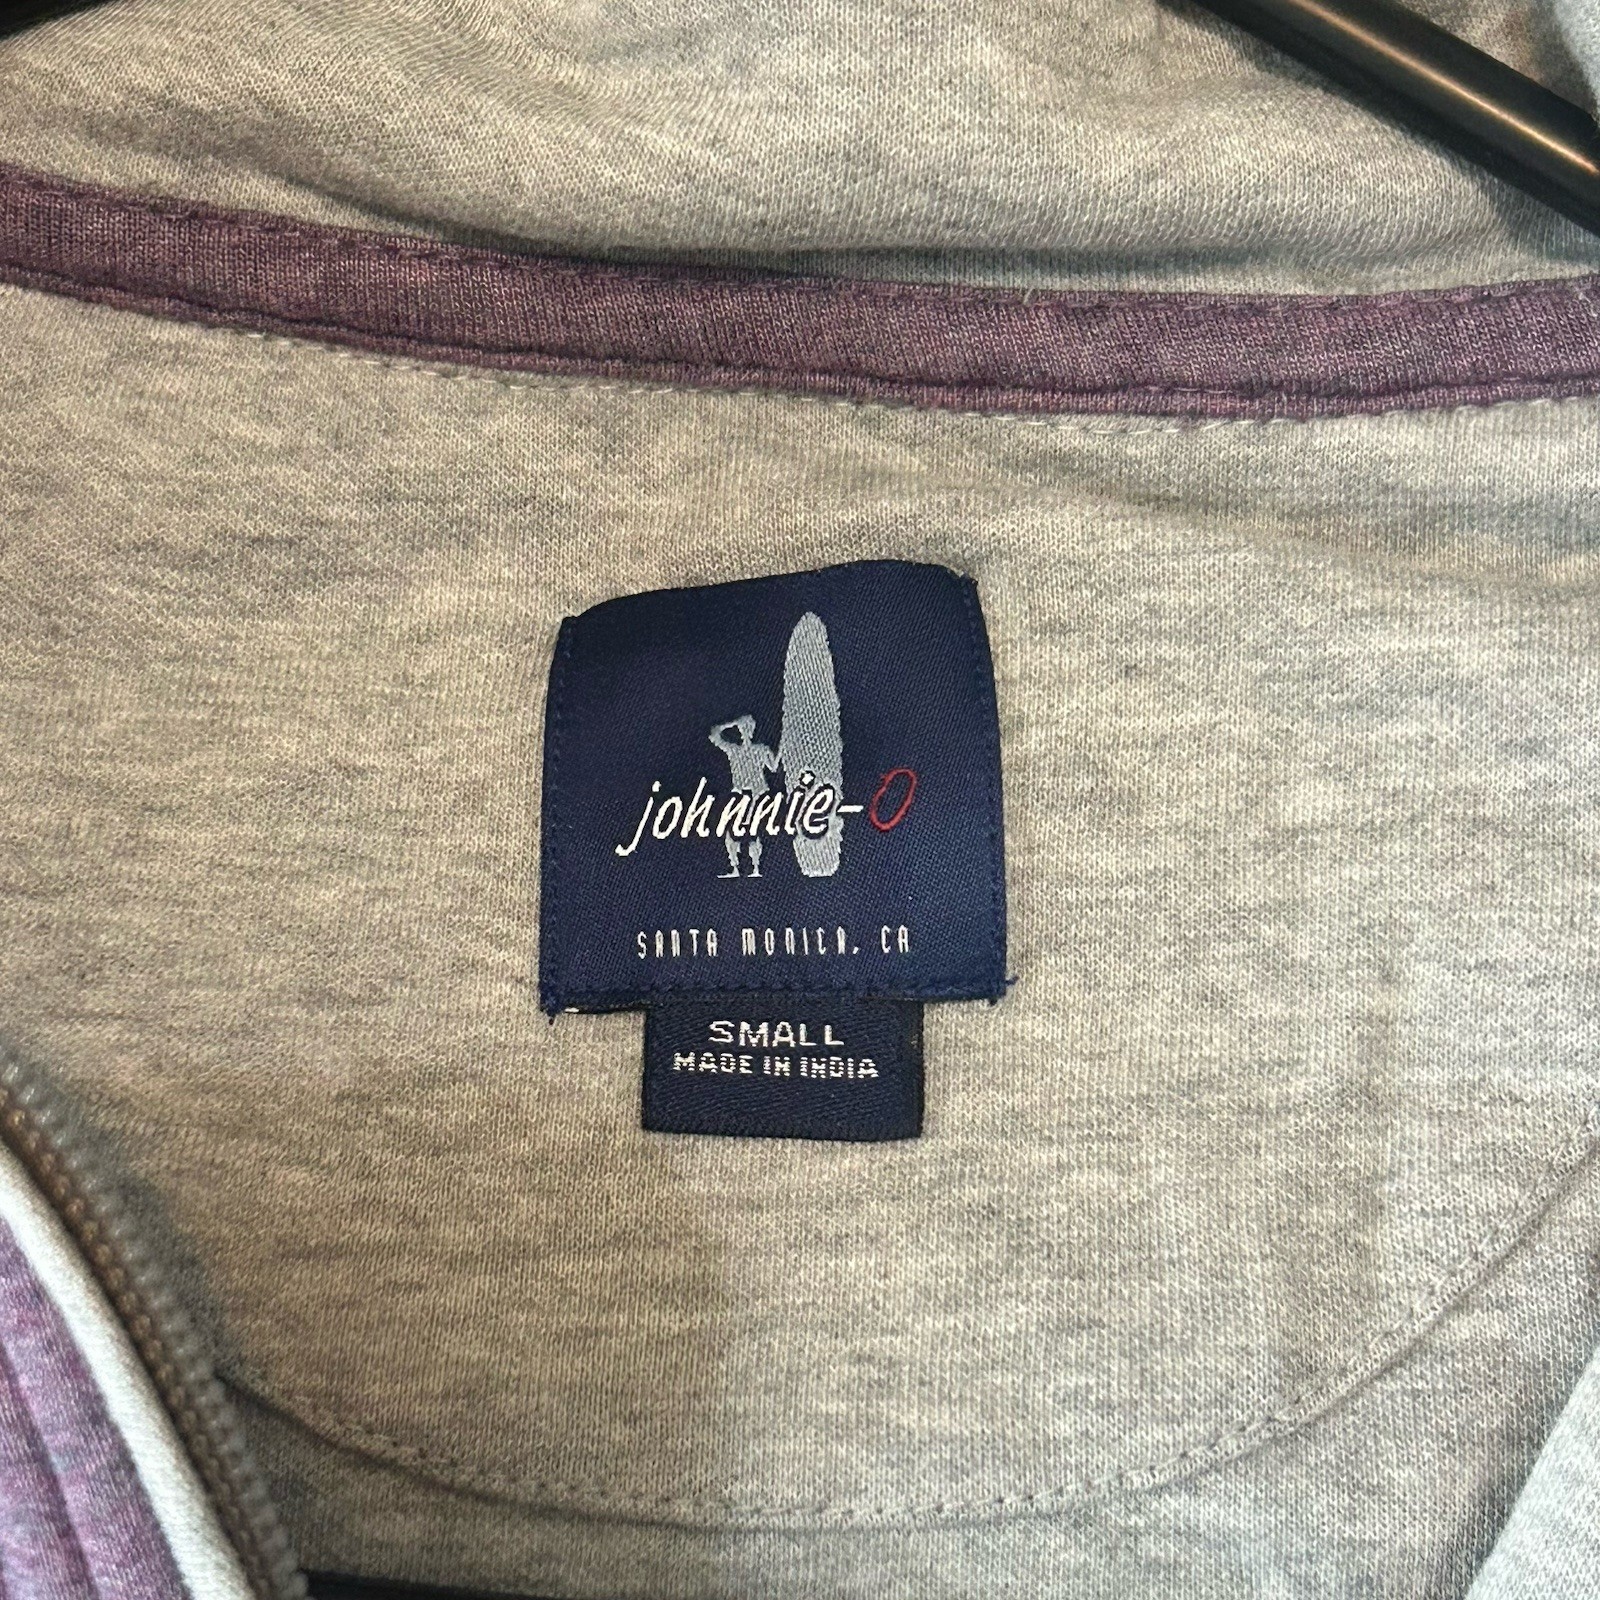 johnnie-O
SANTA MONICA, CA
SMALL
MADE IN INDIA